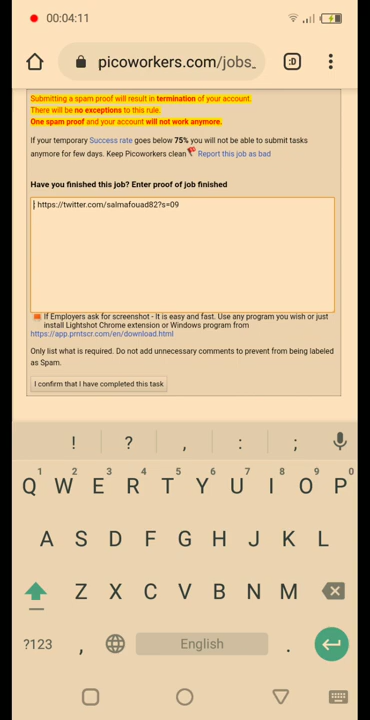 00:04:11
picoworkers.com/jobs_
:D
Submitting a spam proof will result in termination of your account.
There will be no exceptions to this rule.
One spam proof and your account will not work anymore.
If your temporary Success rate goes below 75% you will not be able to submit tasks
anymore for few days. Keep Picoworkers clean Report this job as bad
Have you finished this job? Enter proof of job finished
https://twitter.com/salmafouad82?s=09
If Employers ask for screenshot - It is easy and fast. Use any program you wish or just
install Lightshot Chrome extension or Windows program from
https://app.prntscr.com/en/download.html
Only list what is required. Do not add unnecessary comments to prevent from being labeled
as Spam.
I confirm that I have completed this task
! ? , : ;
1 2 3 4 5 6 7 8 9 0
Q W E R T Y U I O P
A S D F G H J K L
Z X C V B N M
?123 , English .